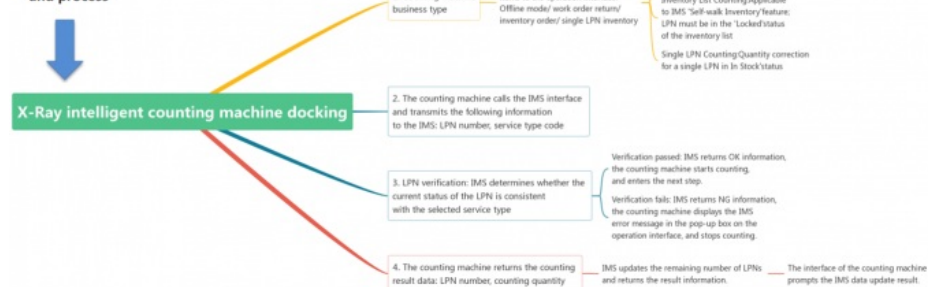 and process
business type
Offline mode/ work order return/
inventory order/ single LPN inventory
to IMS 'Self-walk Inventory'feature;
LPN must be in the 'Locked'status
of the inventory list
Single LPN Counting:Quantity correction
for a single LPN in In Stock'status
X-Ray intelligent counting machine docking
2. The counting machine calls the IMS interface
and transmits the following information
to the IMS: LPN number, service type code
3. LPN verification: IMS determines whether the
current status of the LPN is consistent
with the selected service type
Verification passed: IMS returns OK information,
the counting machine starts counting,
and enters the next step.
Verification fails: IMS returns NG information,
the counting machine displays the IMS
error message in the pop-up box on the
operation interface, and stops counting.
4. The counting machine returns the counting
result data: LPN number, counting quantity
IMS updates the remaining number of LPNs
and returns the result information.
The interface of the counting machine
prompts the IMS data update result.